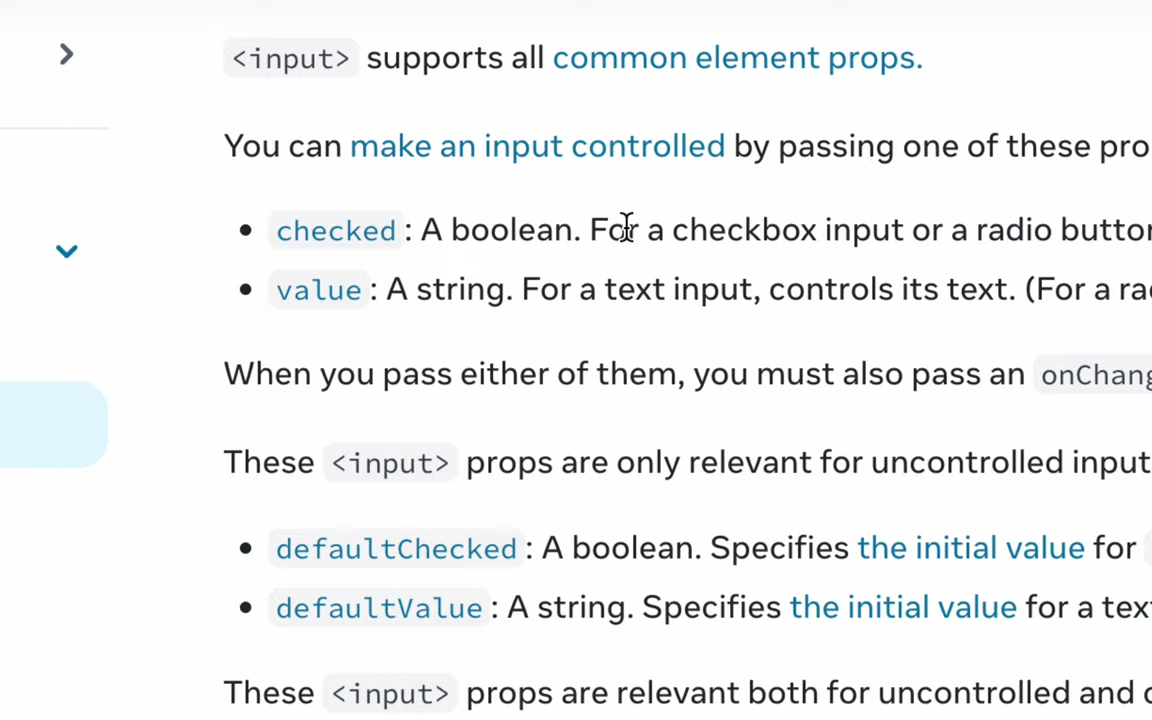 <input> supports all common element props.
You can make an input controlled by passing one of these pro
checked: A boolean. For a checkbox input or a radio button
value: A string. For a text input, controls its text. (For a ra
When you pass either of them, you must also pass an onChang
These <input> props are only relevant for uncontrolled input
defaultChecked: A boolean. Specifies the initial value for
defaultValue: A string. Specifies the initial value for a tex
These <input> props are relevant both for uncontrolled and